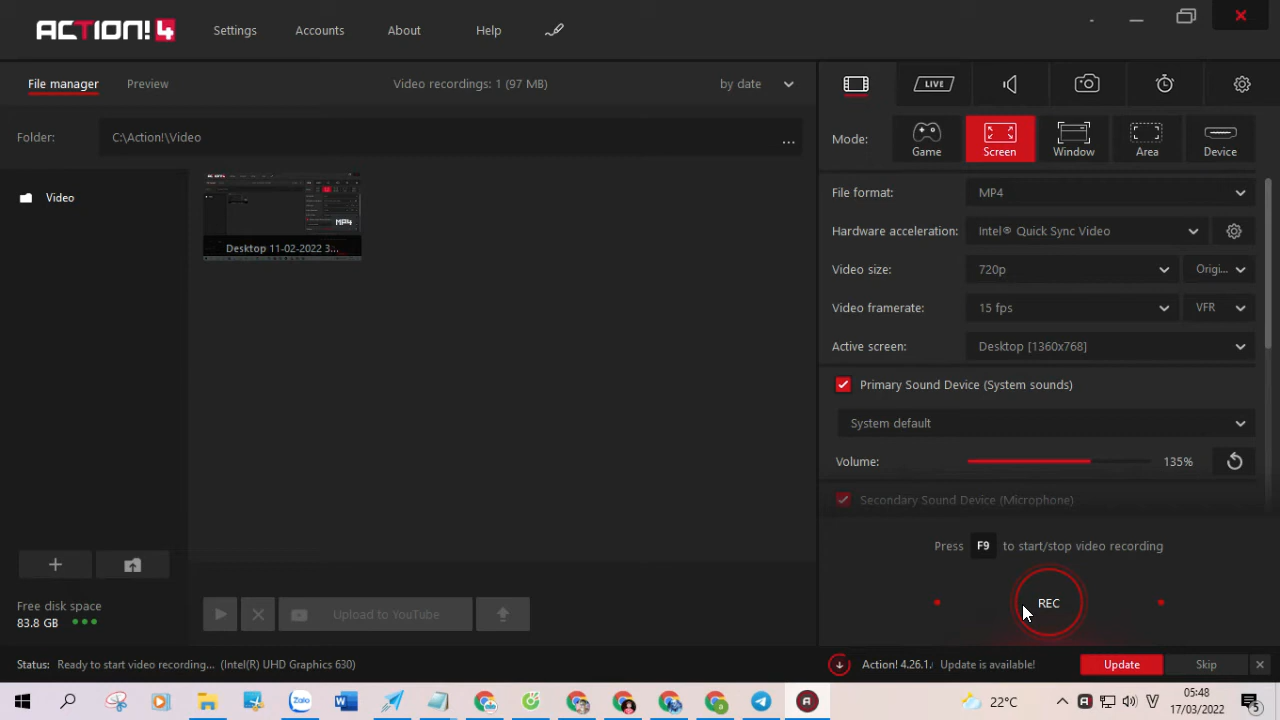 ACTION! 4
Settings
Accounts
About
Help
File manager
Preview
Video recordings: 1 (97 MB)
by date
LIVE
Folder:
C:\Action!\Video
...
Mode:
Game
Screen
Window
Area
Device
Video
MP4
Desktop 11-02-2022 3...
File format:
MP4
Hardware acceleration:
Intel® Quick Sync Video
Video size:
720p
Origi...
Video framerate:
15 fps
VFR
Active screen:
Desktop [1360x768]
Primary Sound Device (System sounds)
System default
Volume:
135%
Secondary Sound Device (Microphone)
Press F9 to start/stop video recording
REC
Free disk space
83.8 GB
Upload to YouTube
Status: Ready to start video recording... (Intel(R) UHD Graphics 630)
Action! 4.26.1.
Update is available!
Update
Skip
Zalo
22°C
V
05:48
17/03/2022
5